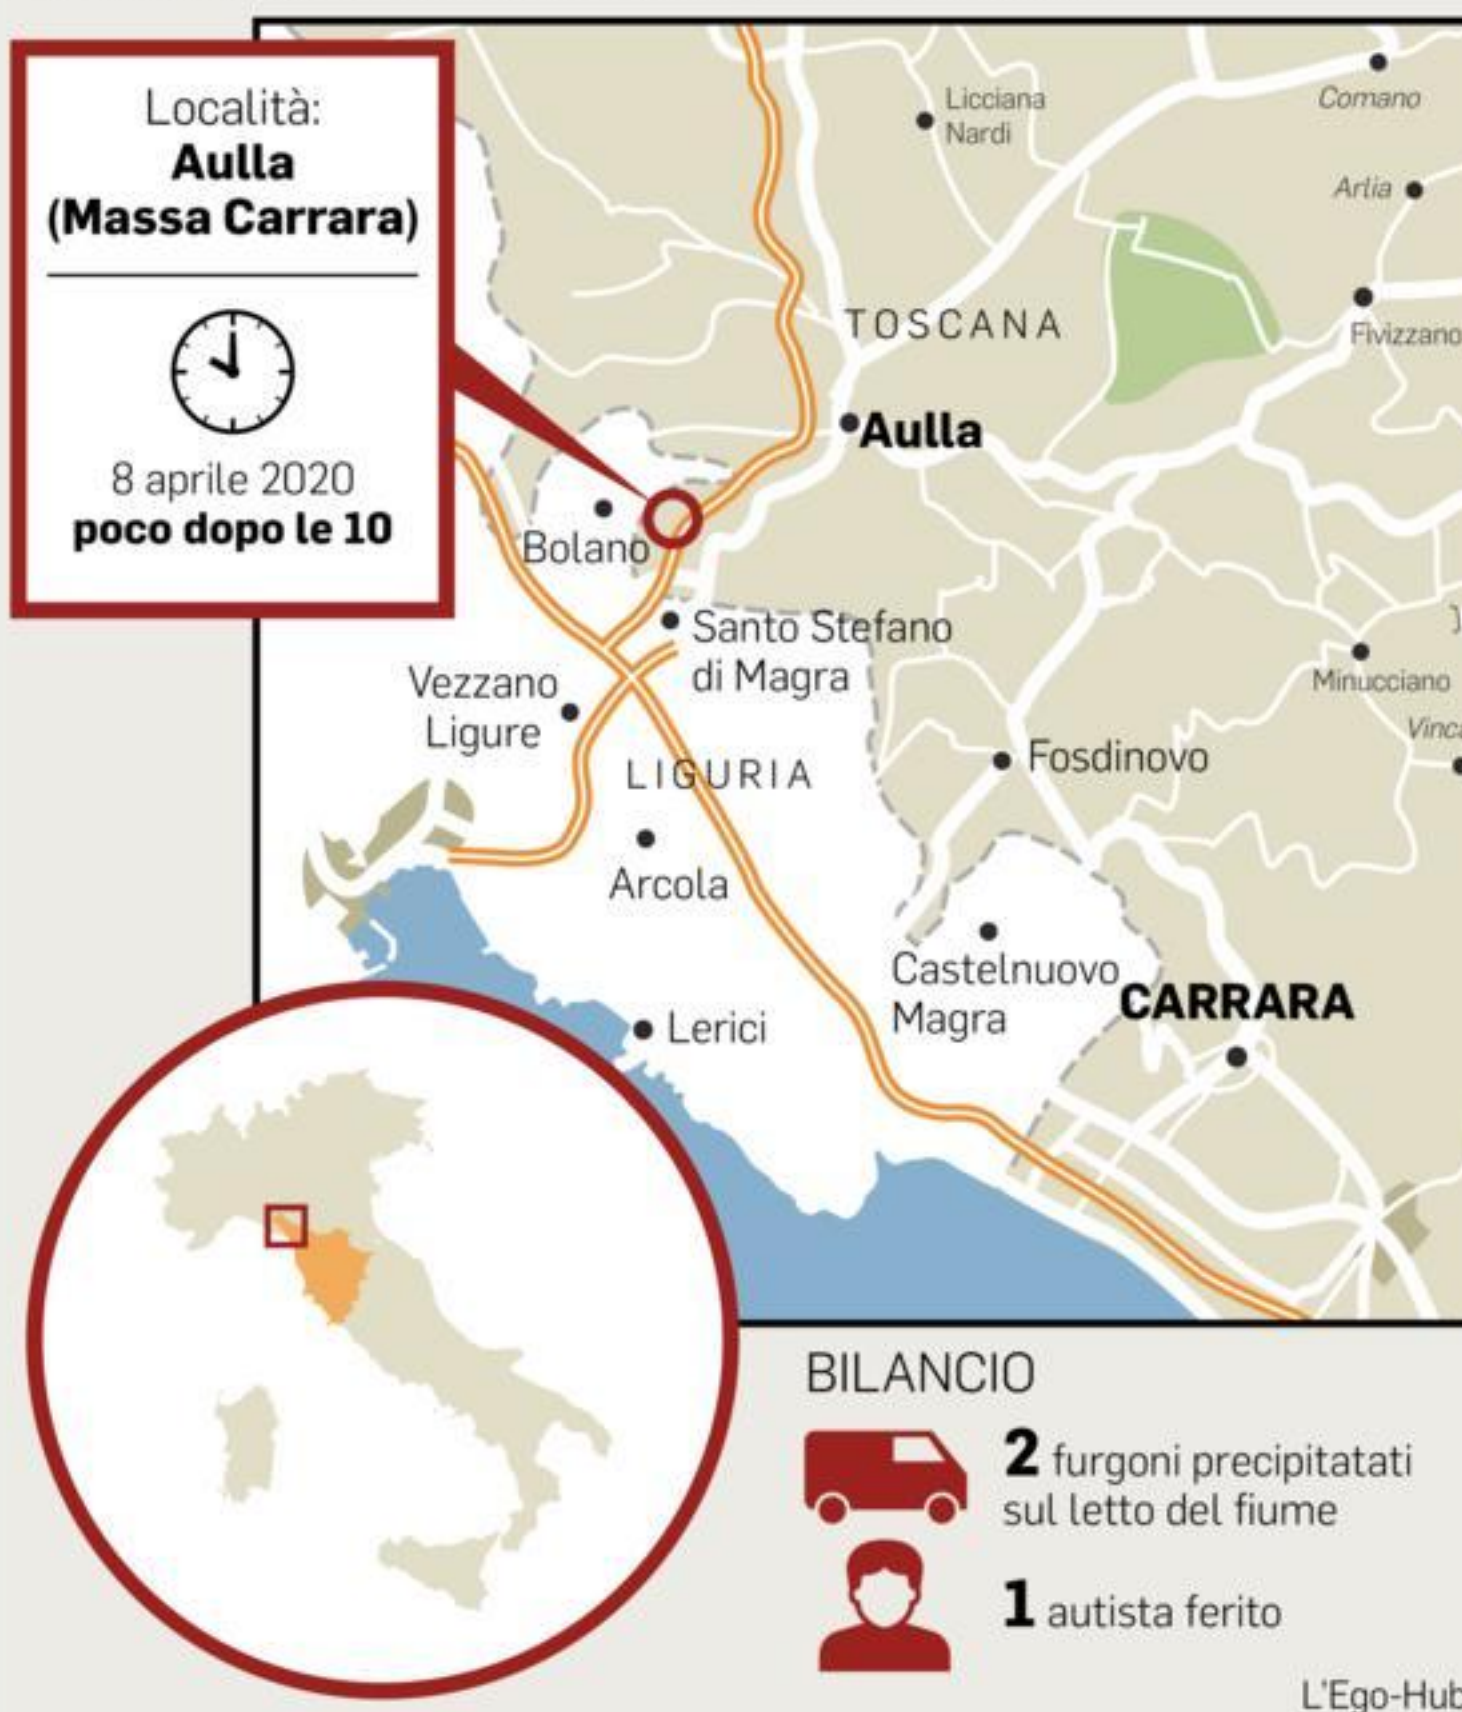 Località:
Aulla
(Massa Carrara)
8 aprile 2020
poco dopo le 10
Licciana
Nardi
Comano
Arlia
TOSCANA
Fivizzano
Aulla
Bolano
Santo Stefano
di Magra
Vezzano
Ligure
Minucciano
Vinca
LIGURIA
Fosdinovo
Arcola
Castelnuovo
Magra
CARRARA
Lerici
BILANCIO
2 furgoni precipitatati
sul letto del fiume
1 autista ferito
L'Ego-Hub